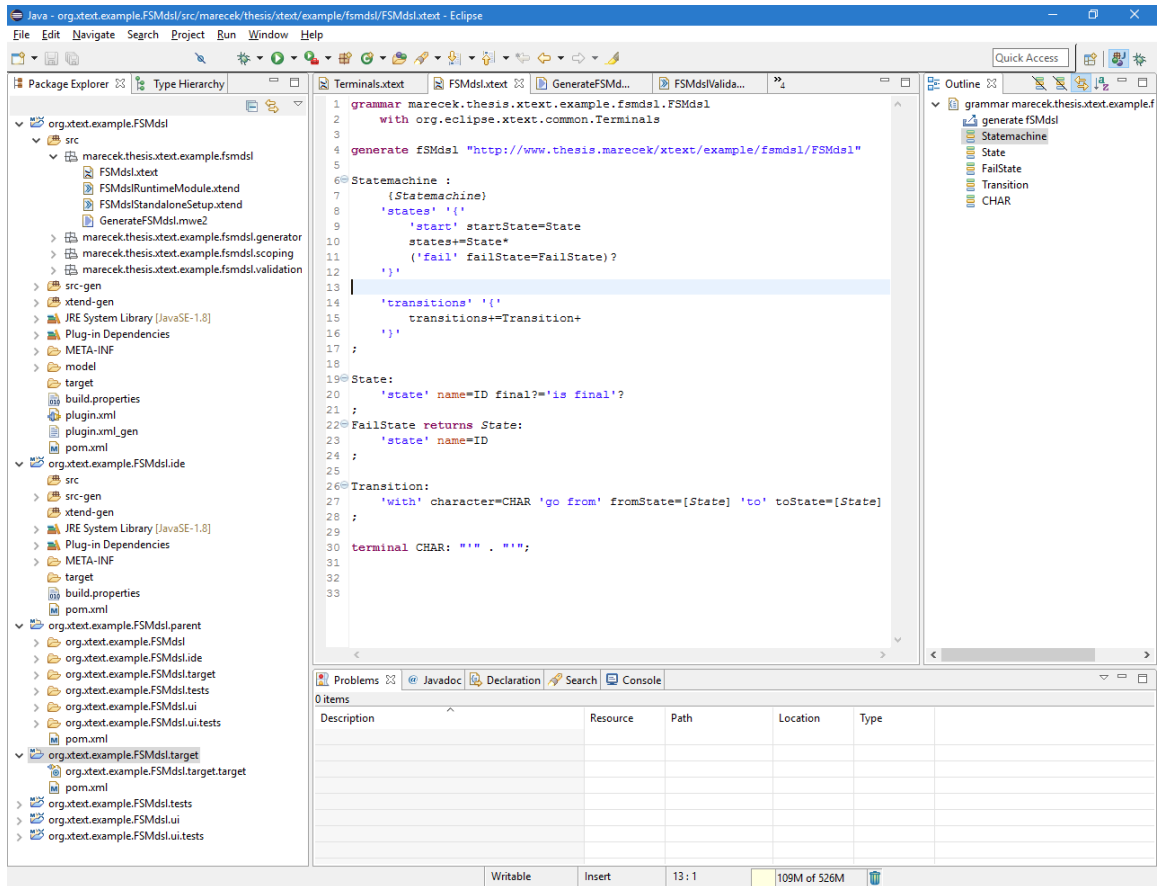 Java - org.xtext.example.FSMdsl/src/marecek/thesis/xtext/example/fsmdsl/FSMdsl.xtext - Eclipse
File Edit Navigate Search Project Run Window Help
Quick Access
Package Explorer Type Hierarchy
org.xtext.example.FSMdsl
src
marecek.thesis.xtext.example.fsmdsl
FSMdsl.xtext
FSMdslRuntimeModule.xtend
FSMdslStandaloneSetup.xtend
GenerateFSMdsl.mwe2
marecek.thesis.xtext.example.fsmdsl.generator
marecek.thesis.xtext.example.fsmdsl.scoping
marecek.thesis.xtext.example.fsmdsl.validation
src-gen
xtend-gen
JRE System Library [JavaSE-1.8]
Plug-in Dependencies
META-INF
model
target
build.properties
plugin.xml
plugin.xml_gen
pom.xml
org.xtext.example.FSMdsl.ide
src
src-gen
xtend-gen
JRE System Library [JavaSE-1.8]
Plug-in Dependencies
META-INF
target
build.properties
pom.xml
org.xtext.example.FSMdsl.parent
org.xtext.example.FSMdsl
org.xtext.example.FSMdsl.ide
org.xtext.example.FSMdsl.target
org.xtext.example.FSMdsl.tests
org.xtext.example.FSMdsl.ui
org.xtext.example.FSMdsl.ui.tests
pom.xml
org.xtext.example.FSMdsl.target
org.xtext.example.FSMdsl.target.target
pom.xml
org.xtext.example.FSMdsl.tests
org.xtext.example.FSMdsl.ui
org.xtext.example.FSMdsl.ui.tests
Terminals.xtext FSMdsl.xtext GenerateFSMd... FSMdslValida... »4
1 grammar marecek.thesis.xtext.example.fsmdsl.FSMdsl
2 with org.eclipse.xtext.common.Terminals
3
4 generate fSMdsl "http://www.thesis.marecek/xtext/example/fsmdsl/FSMdsl"
5
6 Statemachine :
7 {Statemachine}
8 'states' '{'
9 'start' startState=State
10 states+=State*
11 ('fail' failState=FailState)?
12 '}'
13
14 'transitions' '{'
15 transitions+=Transition+
16 '}'
17 ;
18
19 State:
20 'state' name=ID final?='is final'?
21 ;
22 FailState returns State:
23 'state' name=ID
24 ;
25
26 Transition:
27 'with' character=CHAR 'go from' fromState=[State] 'to' toState=[State]
28 ;
29
30 terminal CHAR: "'" . "'";
31
32
33
Outline
grammar marecek.thesis.xtext.example.f
generate fSMdsl
Statemachine
State
FailState
Transition
CHAR
Problems Javadoc Declaration Search Console
0 items
Description Resource Path Location Type
Writable Insert 13 : 1 109M of 526M